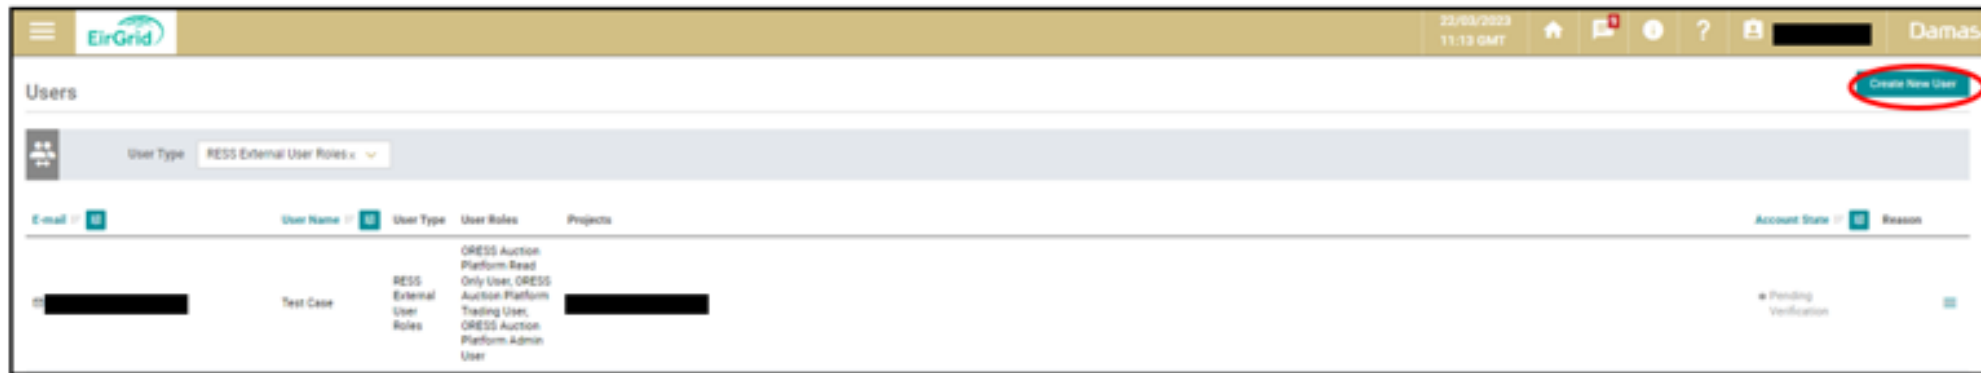 EirGrid
22/03/2023
11:13 GMT
?
Damas
Users
Create New User
User Type RESS External User Roles x
E-mail User Name User Type User Roles Projects Account State Reason
Test Case
RESS
External
User
Roles
ORESS Auction
Platform Read
Only User, ORESS
Auction Platform
Trading User,
ORESS Auction
Platform Admin
User
Pending
Verification